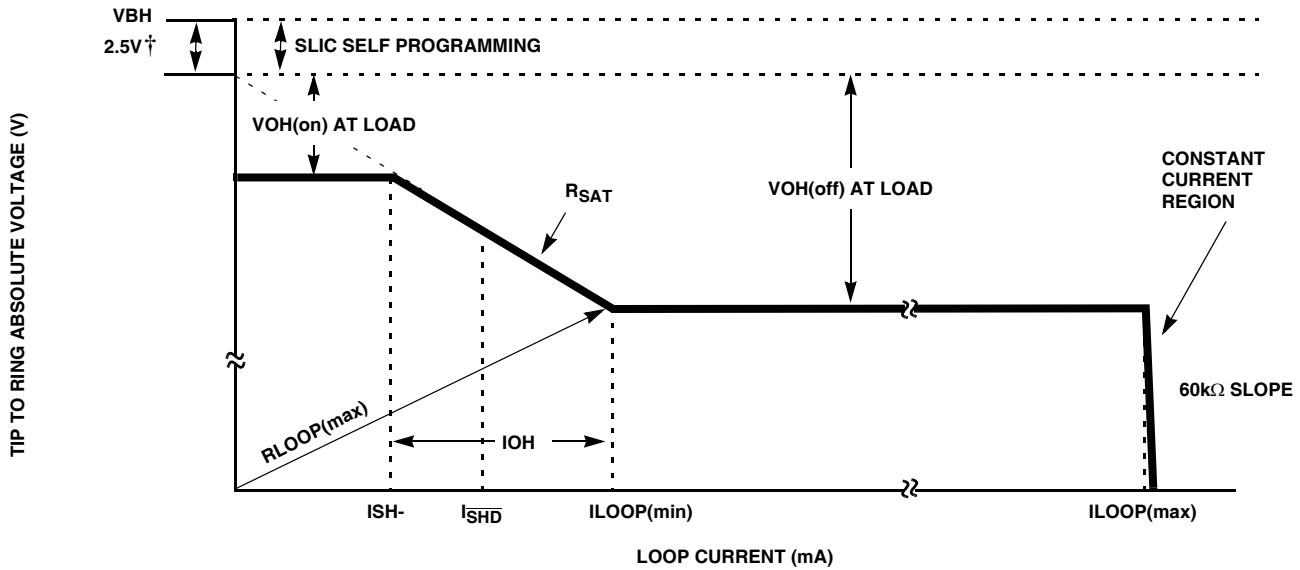 VBH
2.5V †
SLIC SELF PROGRAMMING
VOH(on) AT LOAD
VOH(off) AT LOAD
CONSTANT
CURRENT
REGION
RSAT
60kΩ SLOPE
RLOOP(max)
IOH
ISH-
ISHD
ILOOP(min)
ILOOP(max)
LOOP CURRENT (mA)
TIP TO RING ABSOLUTE VOLTAGE (V)